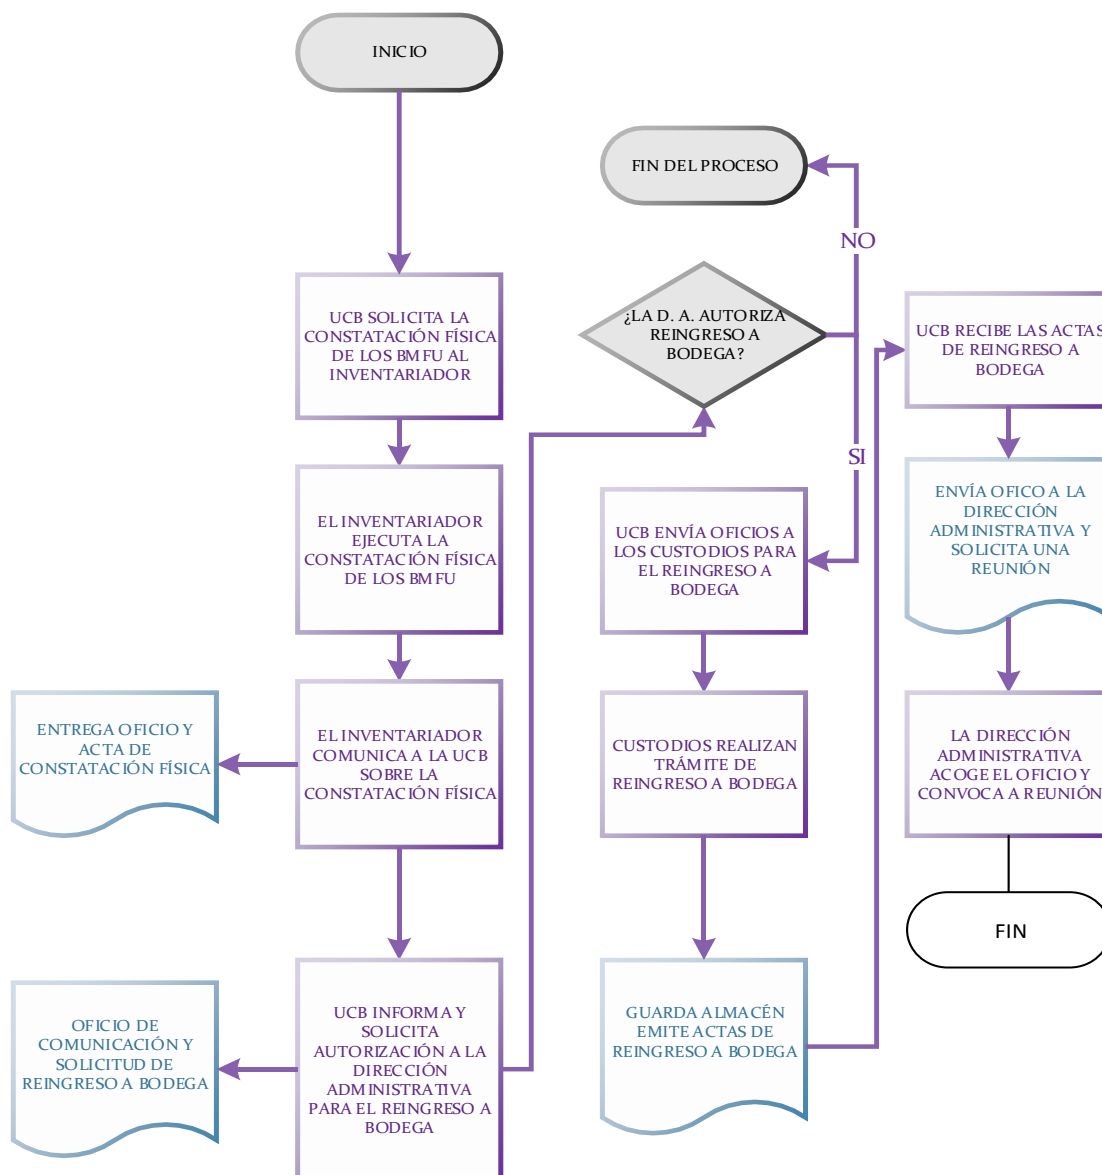 INICIO
UCB SOLICITA LA
CONSTATACIÓN FÍSICA
DE LOS BMFU AL
INVENTARIADOR
EL INVENTARIADOR
EJECUTA LA
CONSTATACIÓN FÍSICA
DE LOS BMFU
EL INVENTARIADOR
COMUNICA A LA UCB
SOBRE LA
CONSTATACIÓN FÍSICA
ENTREGA OFICIO Y
ACTA DE
CONSTATACIÓN FÍSICA
UCB INFORMA Y
SOLICITA
AUTORIZACIÓN A LA
DIRECCIÓN
ADMINISTRATIVA
PARA EL REINGRESO A
BODEGA
OFICIO DE
COMUNICACIÓN Y
SOLICITUD DE
REINGRESO A BODEGA
¿LA D. A. AUTORIZA
REINGRESO A
BODEGA?
NO
FIN DEL PROCESO
SI
UCB ENVÍA OFICIOS A
LOS CUSTODIOS PARA
EL REINGRESO A
BODEGA
CUSTODIOS REALIZAN
TRÁMITE DE
REINGRESO A BODEGA
GUARDA ALMACÉN
EMITE ACTAS DE
REINGRESO A BODEGA
UCB RECIBE LAS ACTAS
DE REINGRESO A
BODEGA
ENVÍA OFICO A LA
DIRECCIÓN
ADMINISTRATIVA Y
SOLICITA UNA
REUNIÓN
LA DIRECCIÓN
ADMINISTRATIVA
ACOGE EL OFICIO Y
CONVOCA A REUNIÓN
FIN